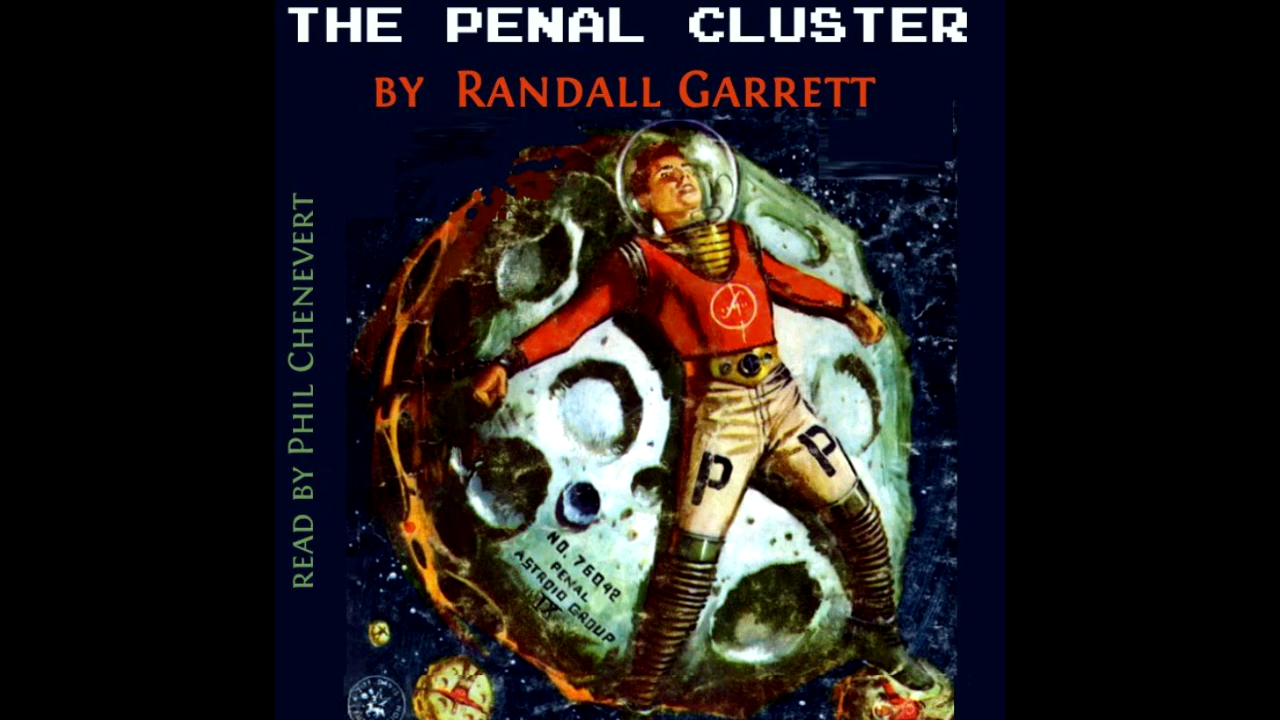 THE PENAL CLUSTER
BY RANDALL GARRETT
READ BY PHIL CHENEVERT
P
P
NO. 76042
PENAL
ASTROID GROUP
IX